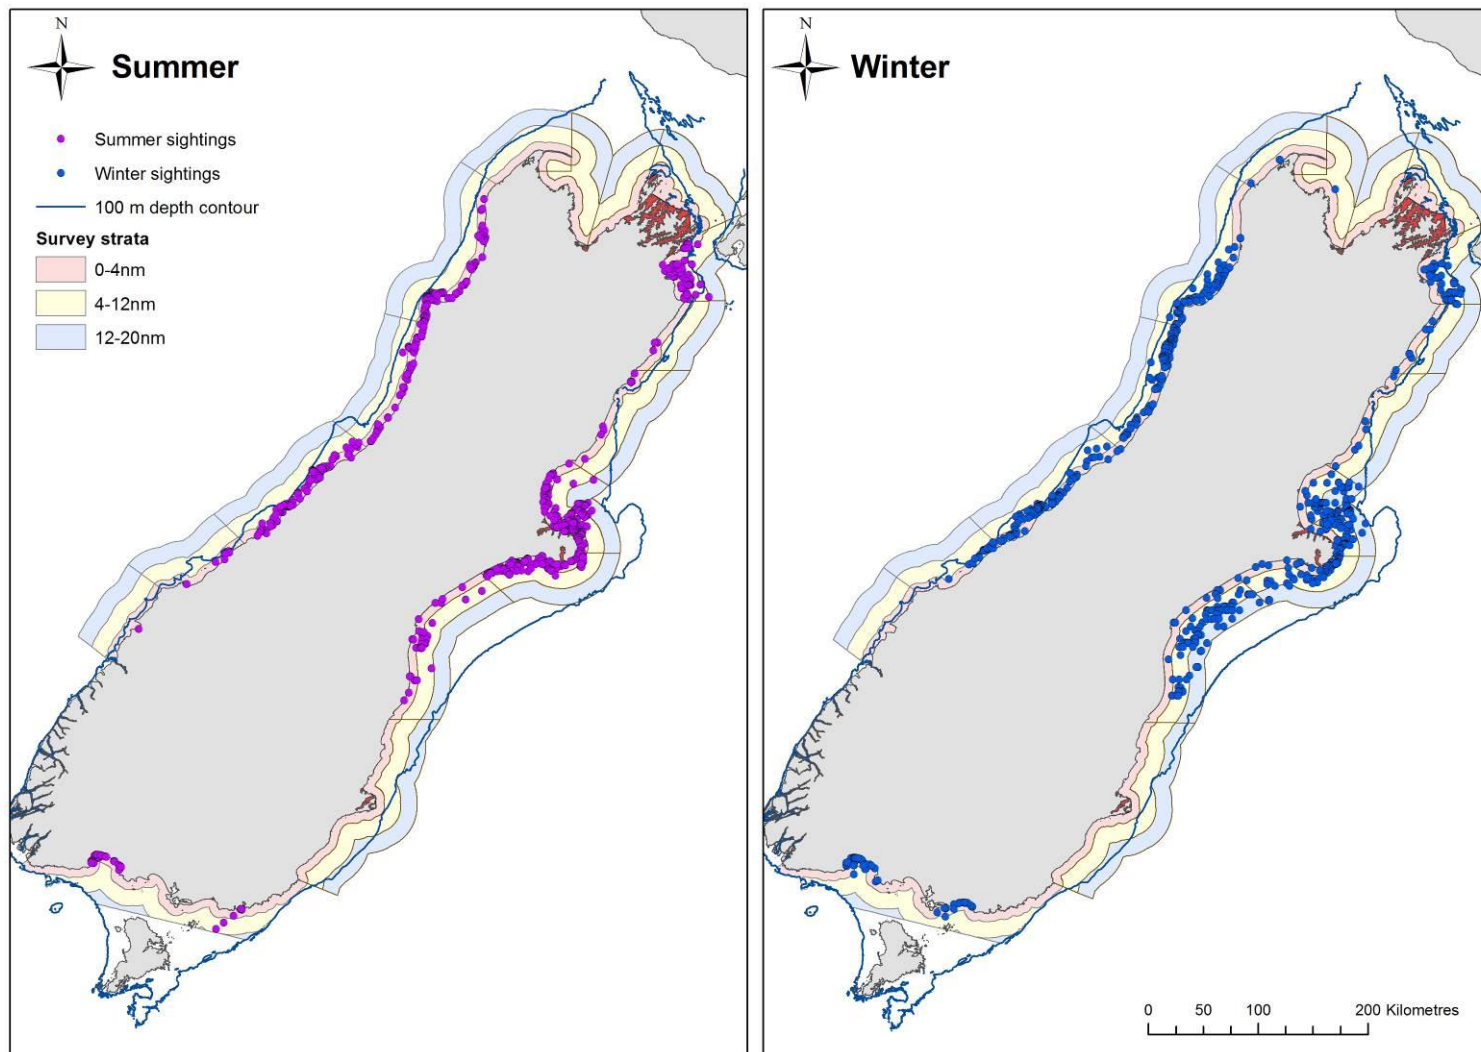 N
Summer
Summer sightings
Winter sightings
100 m depth contour
Survey strata
0-4nm
4-12nm
12-20nm
N
Winter
0 50 100 200 Kilometres